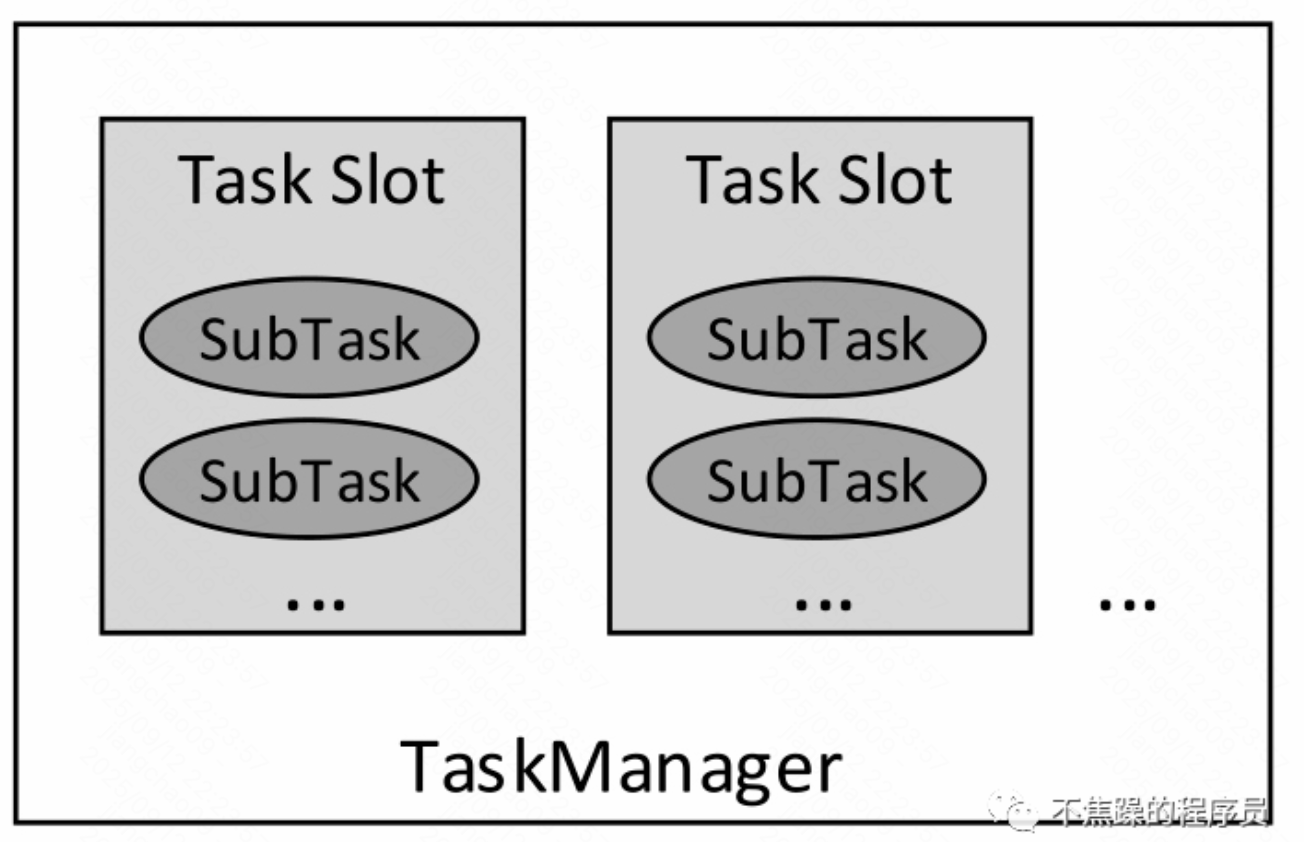 Task Slot
Task Slot
SubTask
SubTask
SubTask
SubTask
...
...
...
TaskManager
不焦躁的程序员